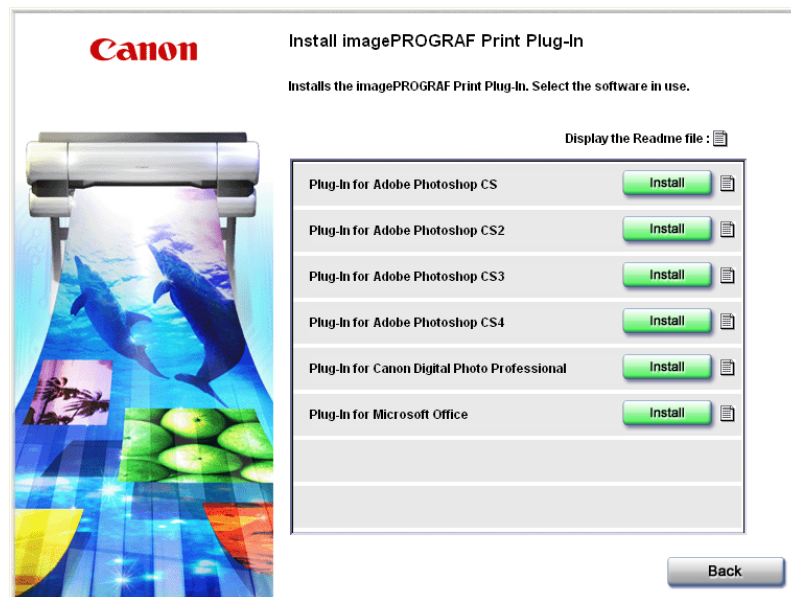 Canon
Install imagePROGRAF Print Plug-In
Installs the imagePROGRAF Print Plug-In. Select the software in use.
Display the Readme file :
Plug-In for Adobe Photoshop CS Install
Plug-In for Adobe Photoshop CS2 Install
Plug-In for Adobe Photoshop CS3 Install
Plug-In for Adobe Photoshop CS4 Install
Plug-In for Canon Digital Photo Professional Install
Plug-In for Microsoft Office Install
Back